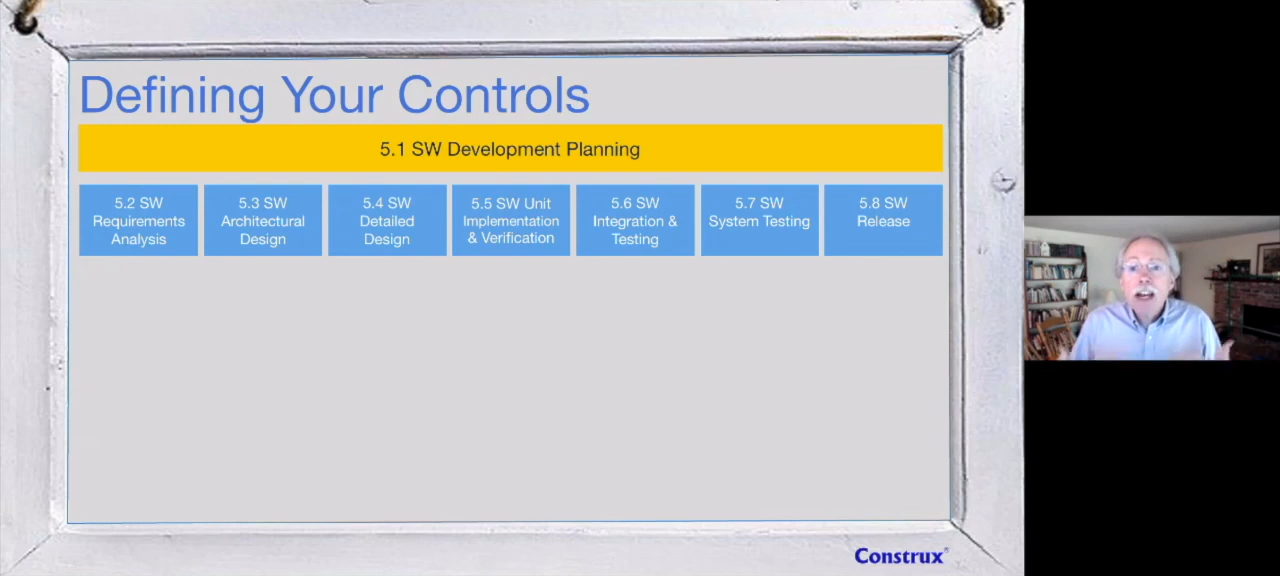 Defining Your Controls
5.1 SW Development Planning
5.2 SW
Requirements
Analysis
5.3 SW
Architectural
Design
5.4 SW
Detailed
Design
5.5 SW Unit
Implementation
& Verification
5.6 SW
Integration &
Testing
5.7 SW
System Testing
5.8 SW
Release
Construx®